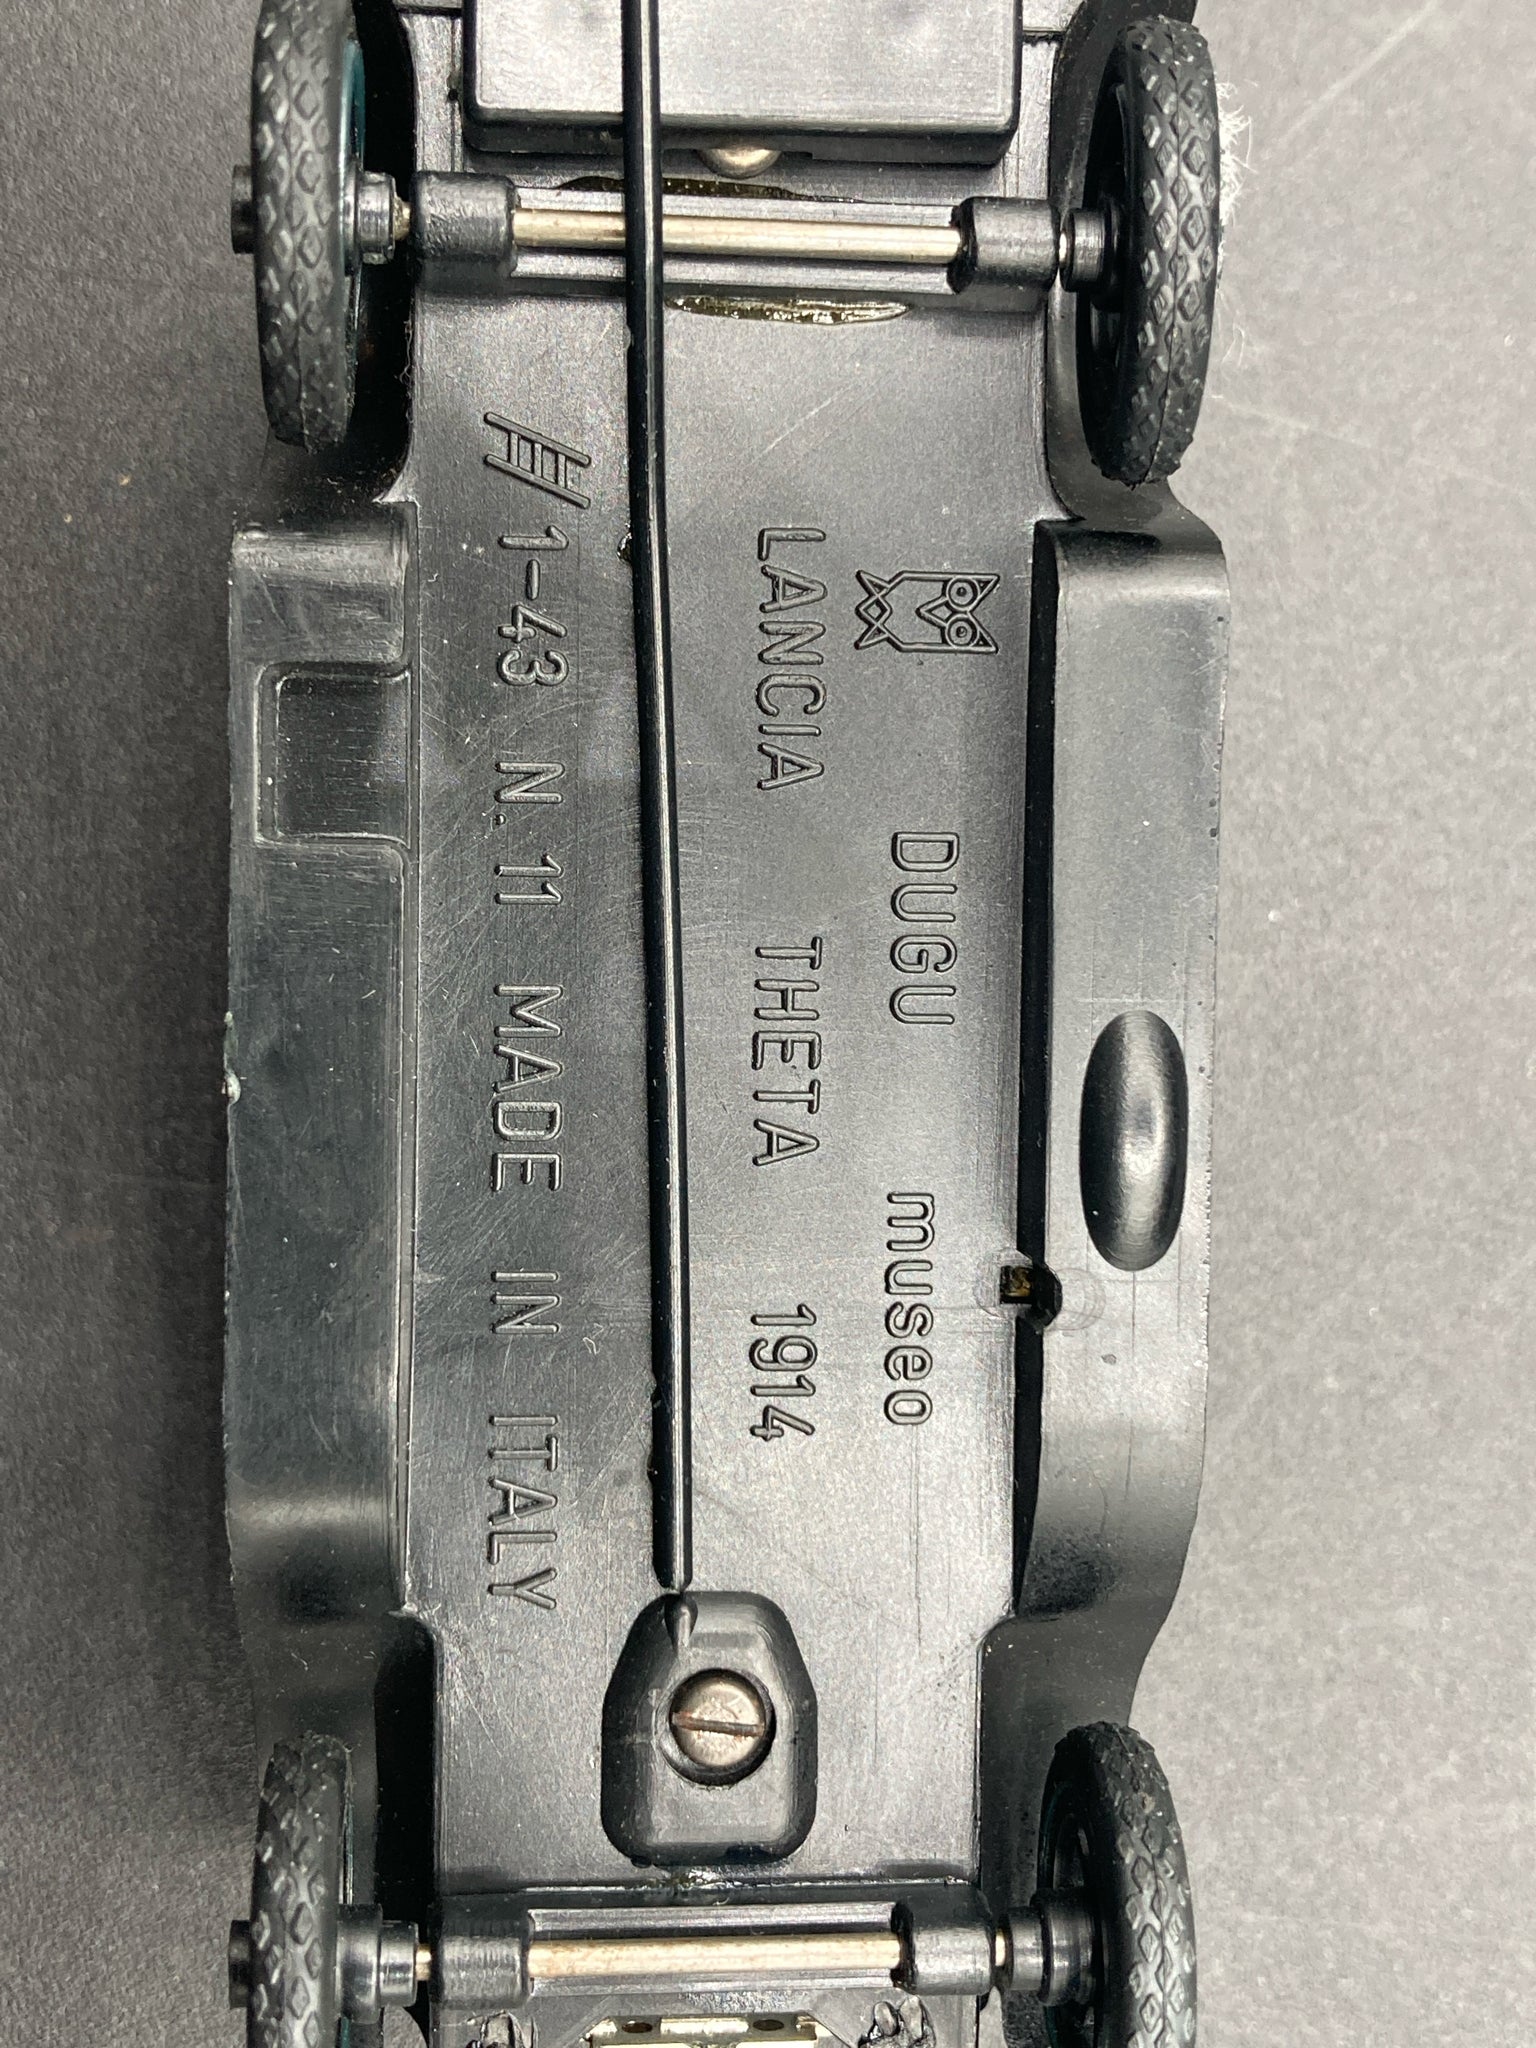 DUGU museo
LANCIA THETA 1914
1-43 N. 11 MADE IN ITALY